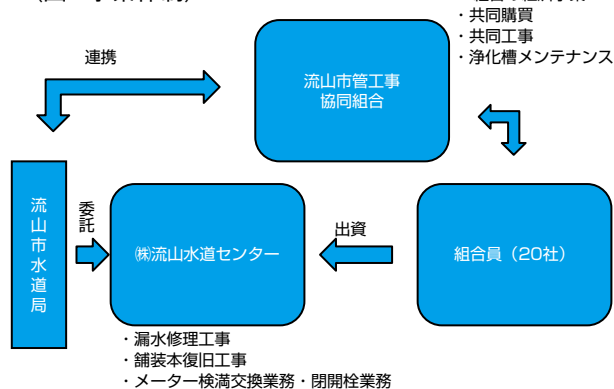 ・共同購買
・共同工事
・浄化槽メンテナンス
連携
流山市管工事
協同組合
流山市水道局
委託
㈱流山水道センター
出資
組合員（20社）
・漏水修理工事
・舗装本復旧工事
・メーター検満交換業務・閉開栓業務